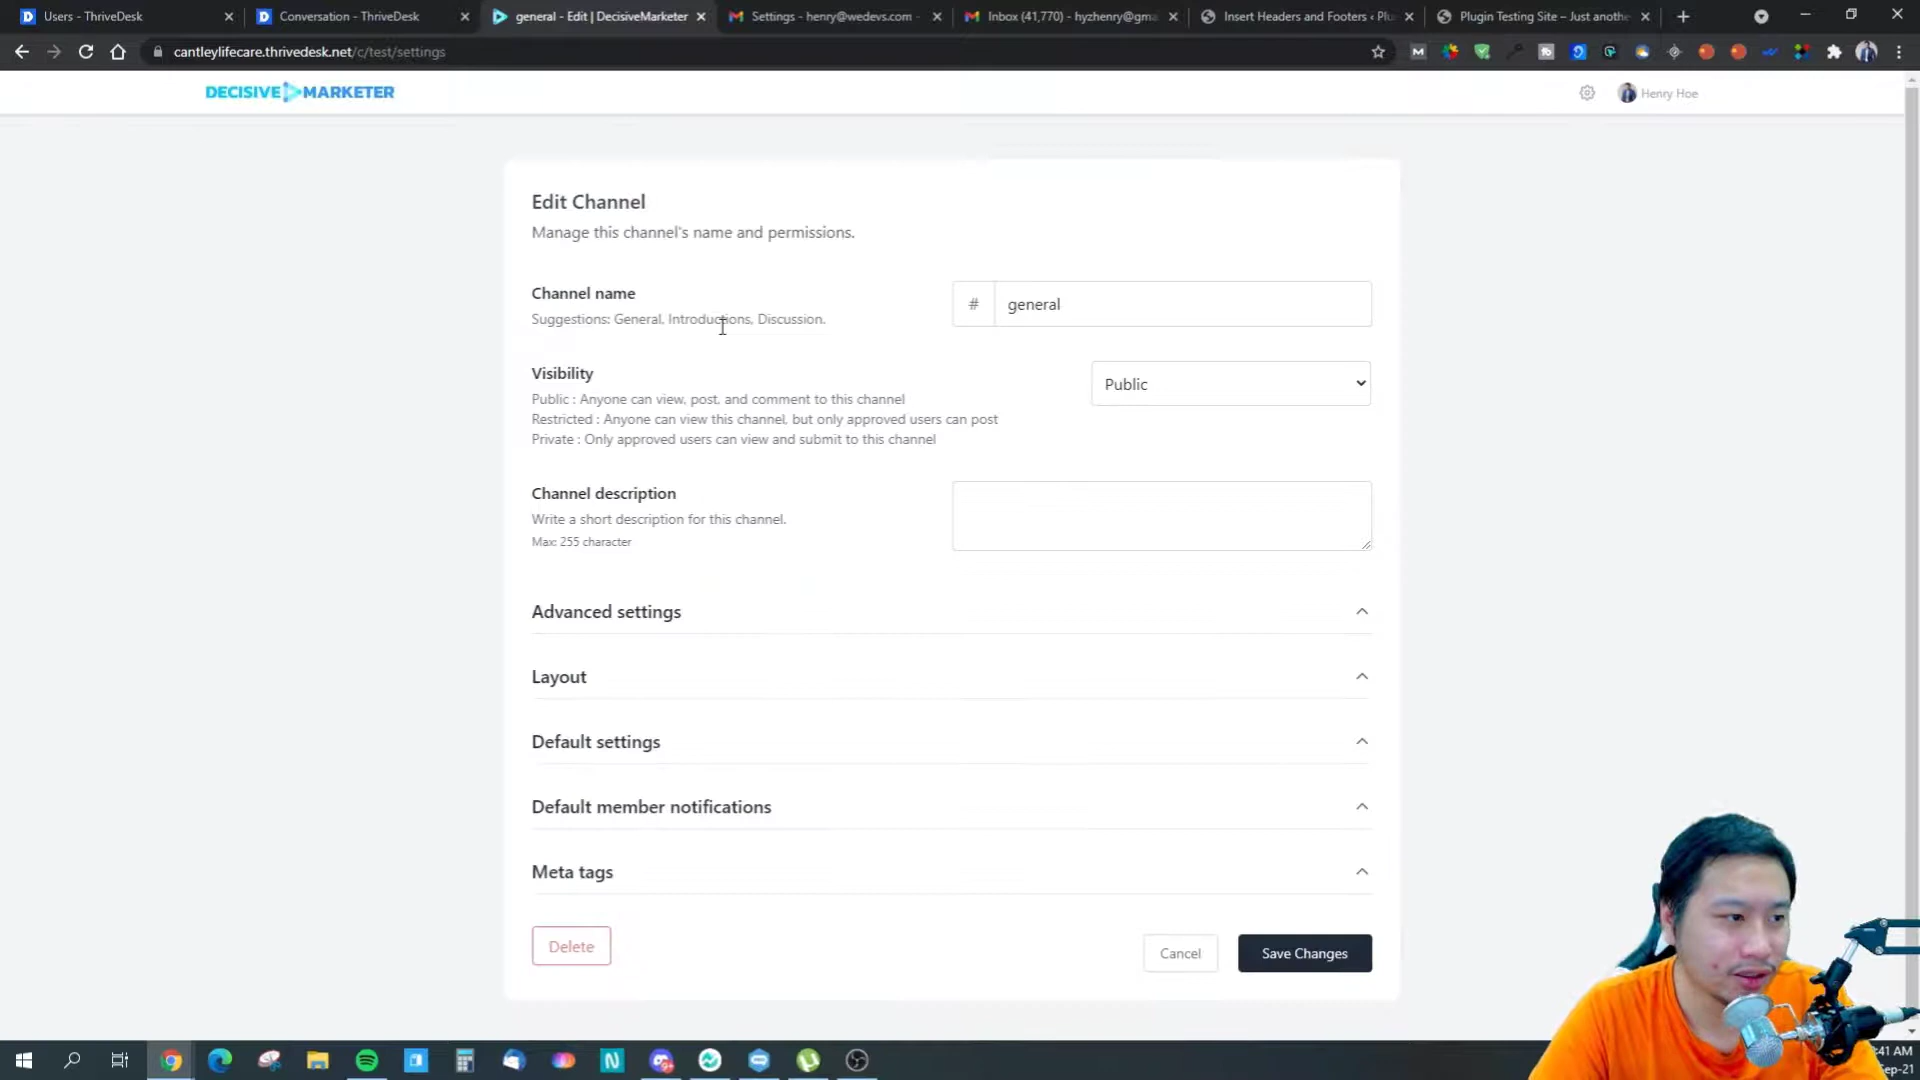 Users - ThriveDesk
Conversation - ThriveDesk
general - Edit | DecisiveMarketer
Settings - henry@wedevs.com -
Inbox (41,770) - hyzhenry@gma
Insert Headers and Footers ‹ Plu
Plugin Testing Site – Just anothe
cantleylifecare.thrivedesk.net/c/test/settings
DECISIVE MARKETER
Henry Hoe
Edit Channel
Manage this channel's name and permissions.
Channel name
Suggestions: General, Introductions, Discussion.
# general
Visibility
Public : Anyone can view, post, and comment to this channel
Restricted : Anyone can view this channel, but only approved users can post
Private : Only approved users can view and submit to this channel
Public
Channel description
Write a short description for this channel.
Max: 255 character
Advanced settings
Layout
Default settings
Default member notifications
Meta tags
Delete
Cancel
Save Changes
:41 AM
ep-21